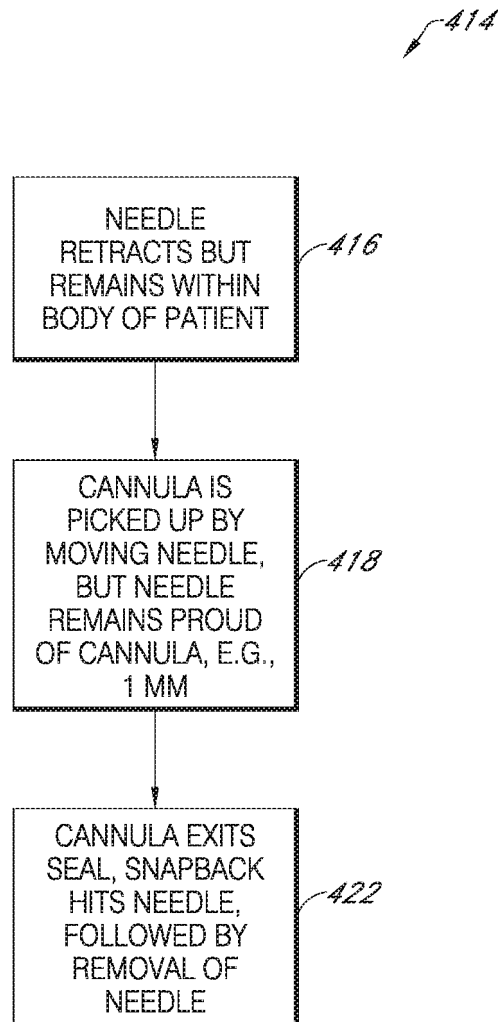 414
NEEDLE
RETRACTS BUT
REMAINS WITHIN
BODY OF PATIENT
416
CANNULA IS
PICKED UP BY
MOVING NEEDLE,
BUT NEEDLE
REMAINS PROUD
OF CANNULA, E.G.,
1 MM
418
CANNULA EXITS
SEAL, SNAPBACK
HITS NEEDLE,
FOLLOWED BY
REMOVAL OF
NEEDLE
422